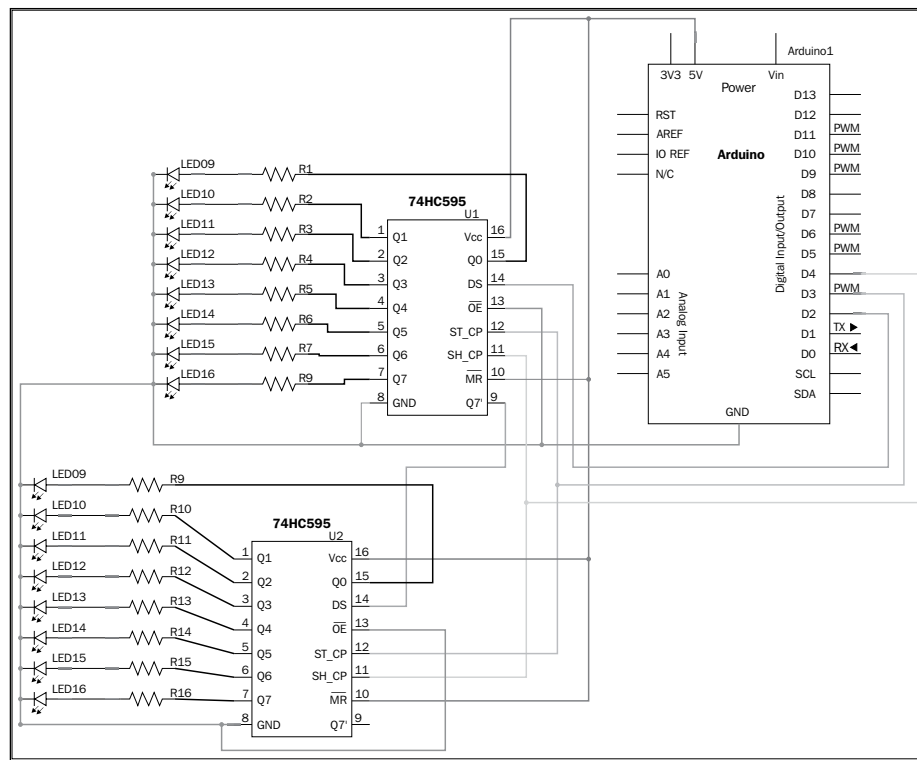 Arduino1
3V3 5V Vin
Power
Arduino
RST
AREF
IO REF
N/C
A0
A1
A2
A3
A4
A5
Analog Input
D13
D12
D11 PWM
D10 PWM
D9 PWM
D8
D7
D6 PWM
D5 PWM
D4
D3 PWM
D2
D1 TX
D0 RX
SCL
SDA
Digital Input/Output
GND
LED09 R1
LED10 R2
LED11 R3
LED12 R4
LED13 R5
LED14 R6
LED15 R7
LED16 R9
74HC595
U1
1 Q1 Vcc 16
2 Q2 Q0 15
3 Q3 DS 14
4 Q4 OE 13
5 Q5 ST_CP 12
6 Q6 SH_CP 11
7 Q7 MR 10
8 GND Q7' 9
LED09 R9
LED10 R10
LED11 R11
LED12 R12
LED13 R13
LED14 R14
LED15 R15
LED16 R16
74HC595
U2
1 Q1 Vcc 16
2 Q2 Q0 15
3 Q3 DS 14
4 Q4 OE 13
5 Q5 ST_CP 12
6 Q6 SH_CP 11
7 Q7 MR 10
8 GND Q7' 9